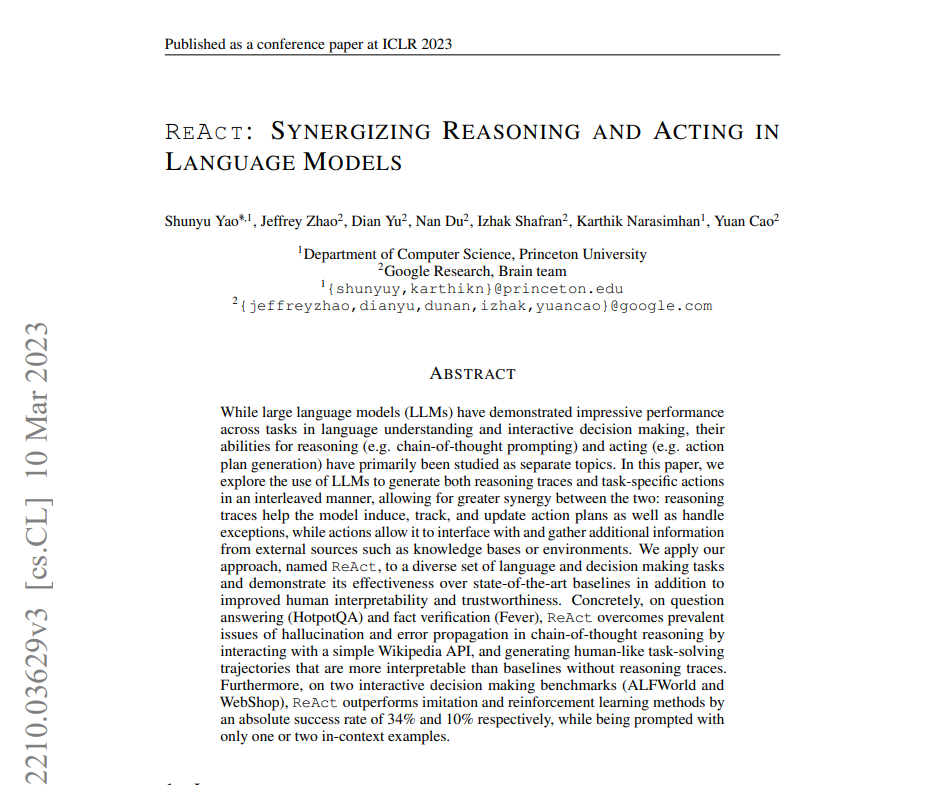 Published as a conference paper at ICLR 2023
REACT: SYNERGIZING REASONING AND ACTING IN
LANGUAGE MODELS
Shunyu Yao*,1, Jeffrey Zhao2, Dian Yu2, Nan Du2, Izhak Shafran2, Karthik Narasimhan1, Yuan Cao2
1Department of Computer Science, Princeton University
2Google Research, Brain team
1{shunyuy,karthikn}@princeton.edu
2{jeffreyzhao,dianyu,dunan,izhak,yuancao}@google.com
ABSTRACT
While large language models (LLMs) have demonstrated impressive performance
across tasks in language understanding and interactive decision making, their
abilities for reasoning (e.g. chain-of-thought prompting) and acting (e.g. action
plan generation) have primarily been studied as separate topics. In this paper, we
explore the use of LLMs to generate both reasoning traces and task-specific actions
in an interleaved manner, allowing for greater synergy between the two: reasoning
traces help the model induce, track, and update action plans as well as handle
exceptions, while actions allow it to interface with and gather additional information
from external sources such as knowledge bases or environments. We apply our
approach, named ReAct, to a diverse set of language and decision making tasks
and demonstrate its effectiveness over state-of-the-art baselines in addition to
improved human interpretability and trustworthiness. Concretely, on question
answering (HotpotQA) and fact verification (Fever), ReAct overcomes prevalent
issues of hallucination and error propagation in chain-of-thought reasoning by
interacting with a simple Wikipedia API, and generating human-like task-solving
trajectories that are more interpretable than baselines without reasoning traces.
Furthermore, on two interactive decision making benchmarks (ALFWorld and
WebShop), ReAct outperforms imitation and reinforcement learning methods by
an absolute success rate of 34% and 10% respectively, while being prompted with
only one or two in-context examples.
2210.03629v3 [cs.CL] 10 Mar 2023